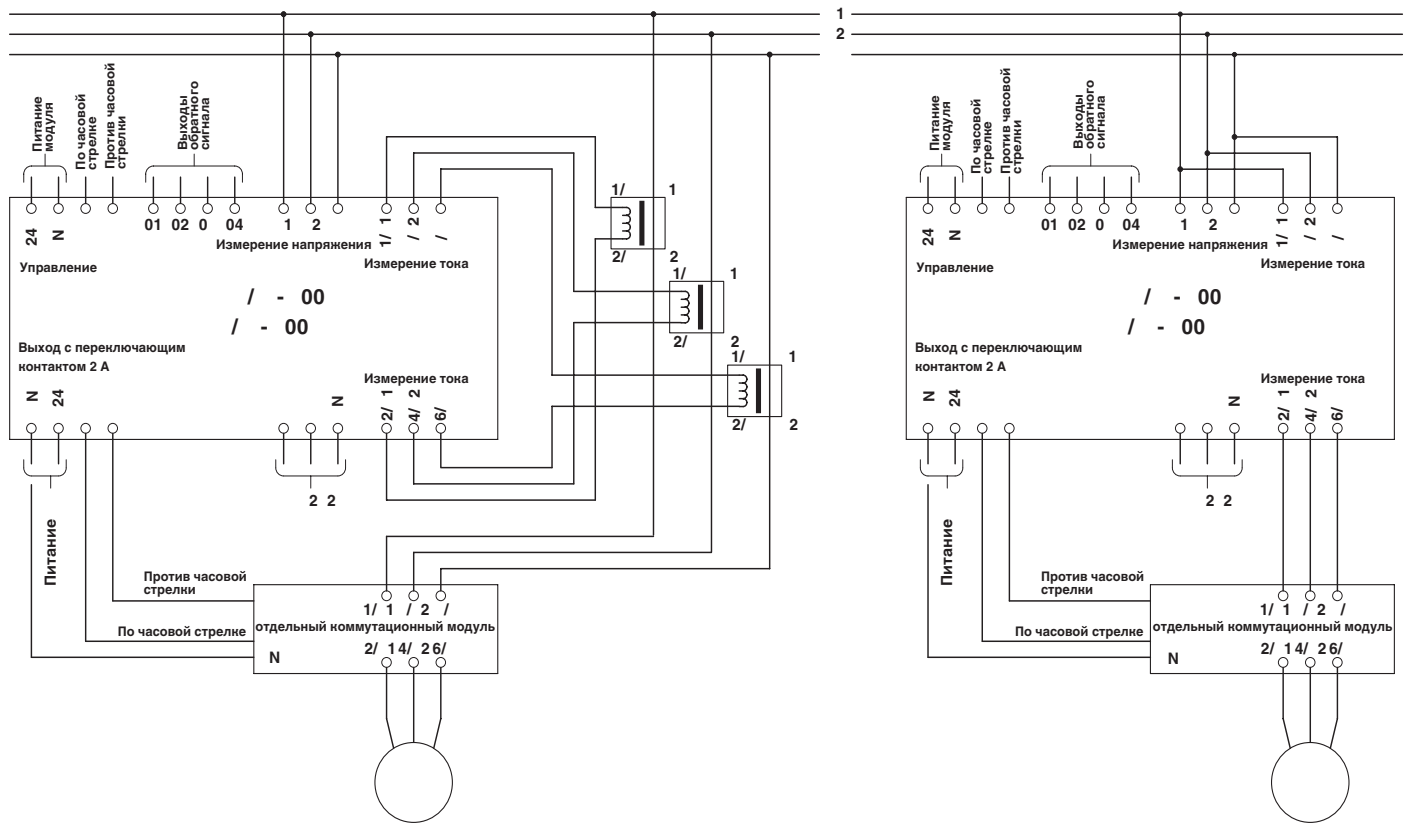 1
2
Питание
модуля
По часовой
стрелке
Против часовой
стрелки
Выходы
обратного
сигнала
24 N 01 02 0 04 1 2 1/ 1 / 2 /
Измерение напряжения
Управление
Измерение тока
/ - 00
/ - 00
Выход с переключающим
контактом 2 А
Измерение тока
N 24 N 2/ 1 4/ 2 6/
2 2
Питание
1/ 1
2/ 2
1/ 1
2/ 2
1/ 1
2/ 2
Против часовой
стрелки
1/ 1 / 2 /
По часовой стрелке
отдельный коммутационный модуль
N
2/ 1 4/ 2 6/
Питание
модуля
По часовой
стрелке
Против часовой
стрелки
Выходы
обратного
сигнала
24 N 01 02 0 04 1 2 1/ 1 / 2 /
Измерение напряжения
Управление
Измерение тока
/ - 00
/ - 00
Выход с переключающим
контактом 2 А
Измерение тока
N 24 N 2/ 1 4/ 2 6/
2 2
Питание
Против часовой
стрелки
1/ 1 / 2 /
По часовой стрелке
отдельный коммутационный модуль
N
2/ 1 4/ 2 6/